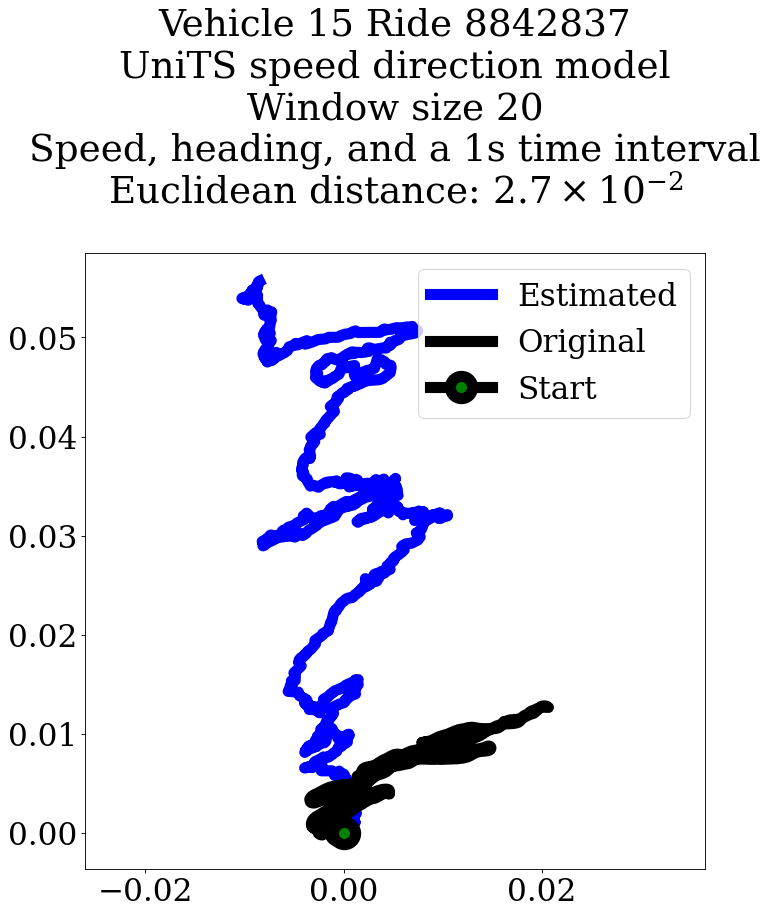 Vehicle 15 Ride 8842837
UniTS speed direction model
Window size 20
Speed, heading, and a 1s time interval
Euclidean distance: 2.7 × 10⁻²
Estimated
Original
Start
0.05
0.04
0.03
0.02
0.01
0.00
−0.02
0.00
0.02